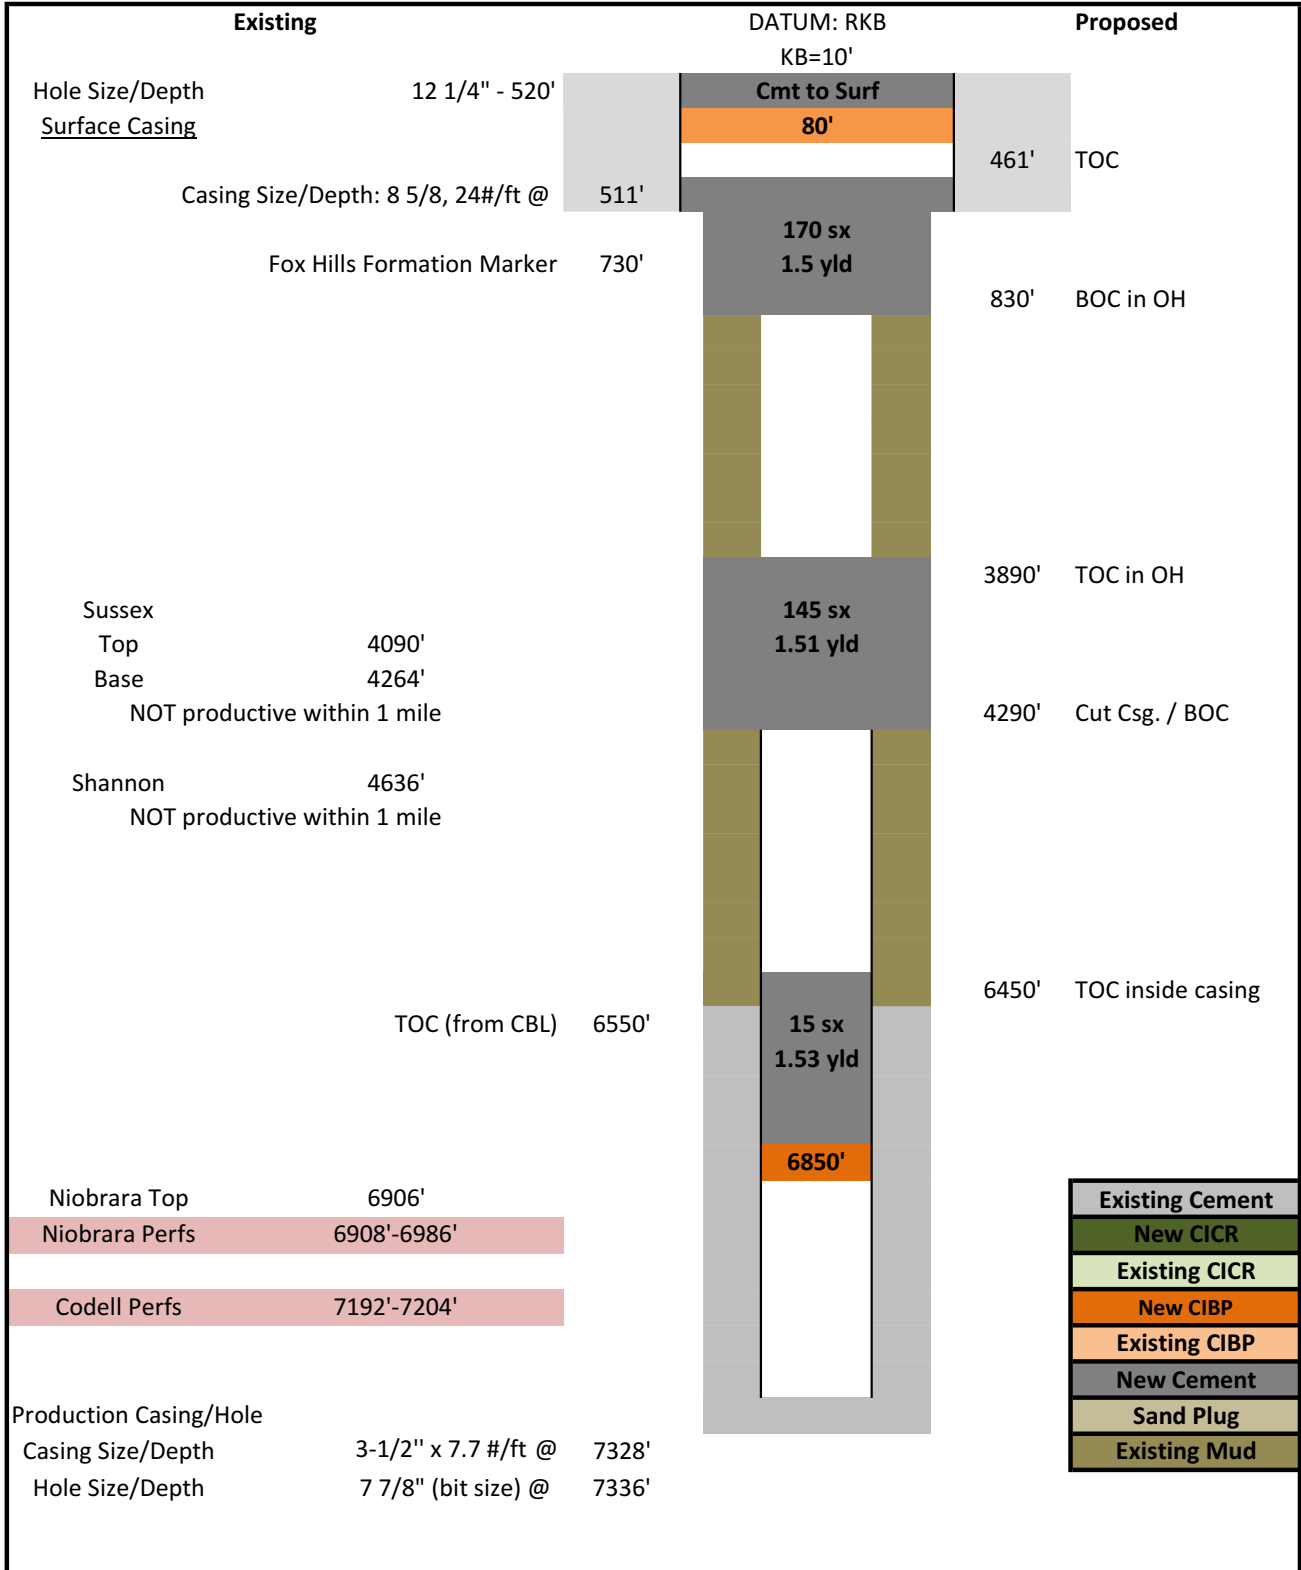 Existing DATUM: RKB Proposed
KB=10'
Hole Size/Depth 12 1/4" - 520' Cmt to Surf
Surface Casing 80'
461' TOC
Casing Size/Depth: 8 5/8, 24#/ft @ 511'
170 sx
Fox Hills Formation Marker 730' 1.5 yld
830' BOC in OH
3890' TOC in OH
Sussex 145 sx
Top 4090' 1.51 yld
Base 4264'
NOT productive within 1 mile 4290' Cut Csg. / BOC
Shannon 4636'
NOT productive within 1 mile
6450' TOC inside casing
TOC (from CBL) 6550' 15 sx
1.53 yld
6850'
Niobrara Top 6906' Existing Cement
Niobrara Perfs 6908'-6986' New CICR
Existing CICR
Codell Perfs 7192'-7204' New CIBP
Existing CIBP
New Cement
Production Casing/Hole Sand Plug
Casing Size/Depth 3-1/2'' x 7.7 #/ft @ 7328' Existing Mud
Hole Size/Depth 7 7/8" (bit size) @ 7336'